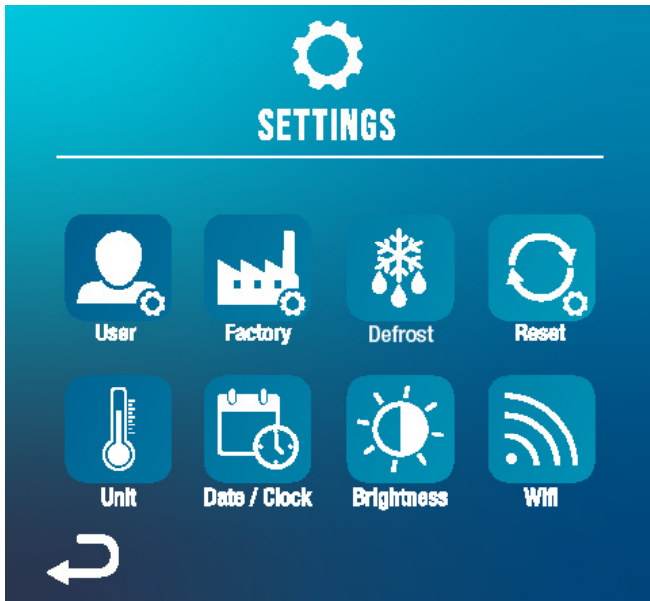 SETTINGS
User Factory Defrost Reset
Unit Date / Clock Brightness Wifi